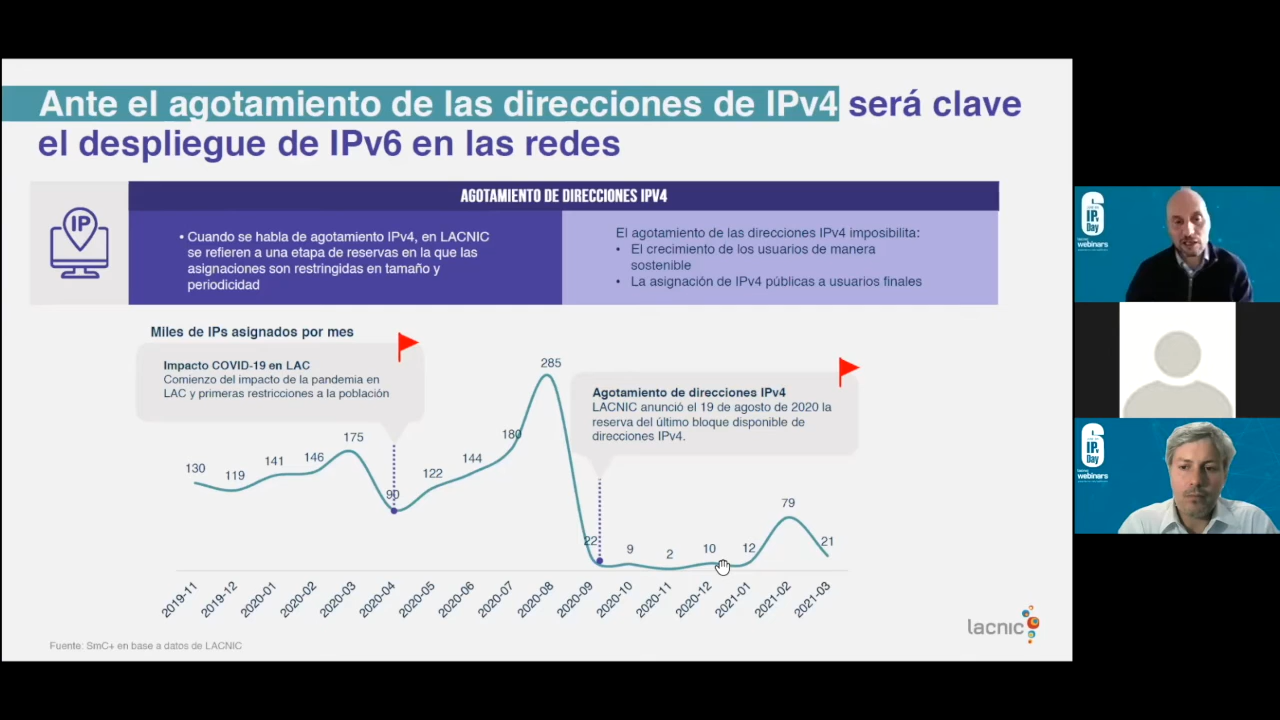 Ante el agotamiento de las direcciones de IPv4 será clave
el despliegue de IPv6 en las redes
IP
AGOTAMIENTO DE DIRECCIONES IPV4
• Cuando se habla de agotamiento IPv4, en LACNIC
se refieren a una etapa de reservas en la que las
asignaciones son restringidas en tamaño y
periodicidad
El agotamiento de las direcciones IPv4 imposibilita:
• El crecimiento de los usuarios de manera
sostenible
• La asignación de IPv4 públicas a usuarios finales
Miles de IPs asignados por mes
Impacto COVID-19 en LAC
Comienzo del impacto de la pandemia en
LAC y primeras restricciones a la población
Agotamiento de direcciones IPv4
LACNIC anunció el 19 de agosto de 2020 la
reserva del último bloque disponible de
direcciones IPv4.
130 119 141 146 175 90 122 144 180 285 22 9 2 10 12 79 21
2019-11 2019-12 2020-01 2020-02 2020-03 2020-04 2020-05 2020-06 2020-07 2020-08 2020-09 2020-10 2020-11 2020-12 2021-01 2021-02 2021-03
Fuente: SmC+ en base a datos de LACNIC
lacnic
6
IPv
Day
lacnic
webinars
6
IPv
Day
lacnic
webinars